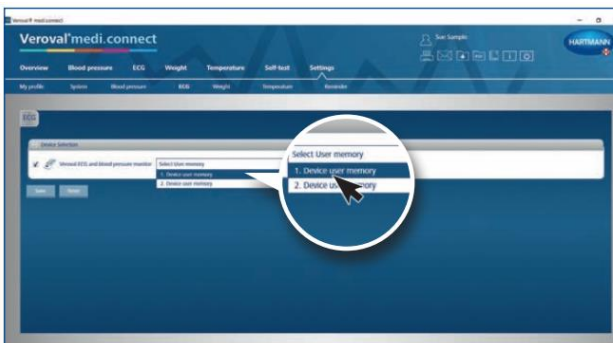 Veroval® medi.connect
Veroval® medi.connect
Sue Sample
HARTMANN
Overview Blood pressure ECG Weight Temperature Self-test Settings
My profile System Blood pressure ECG Weight Temperature Reminder
ECG
Device Selection
Veroval ECG and blood pressure monitor
Select User memory
1. Device user memory
2. Device user memory
Save Reset
Select User memory
1. Device user memory
2. Device user memory